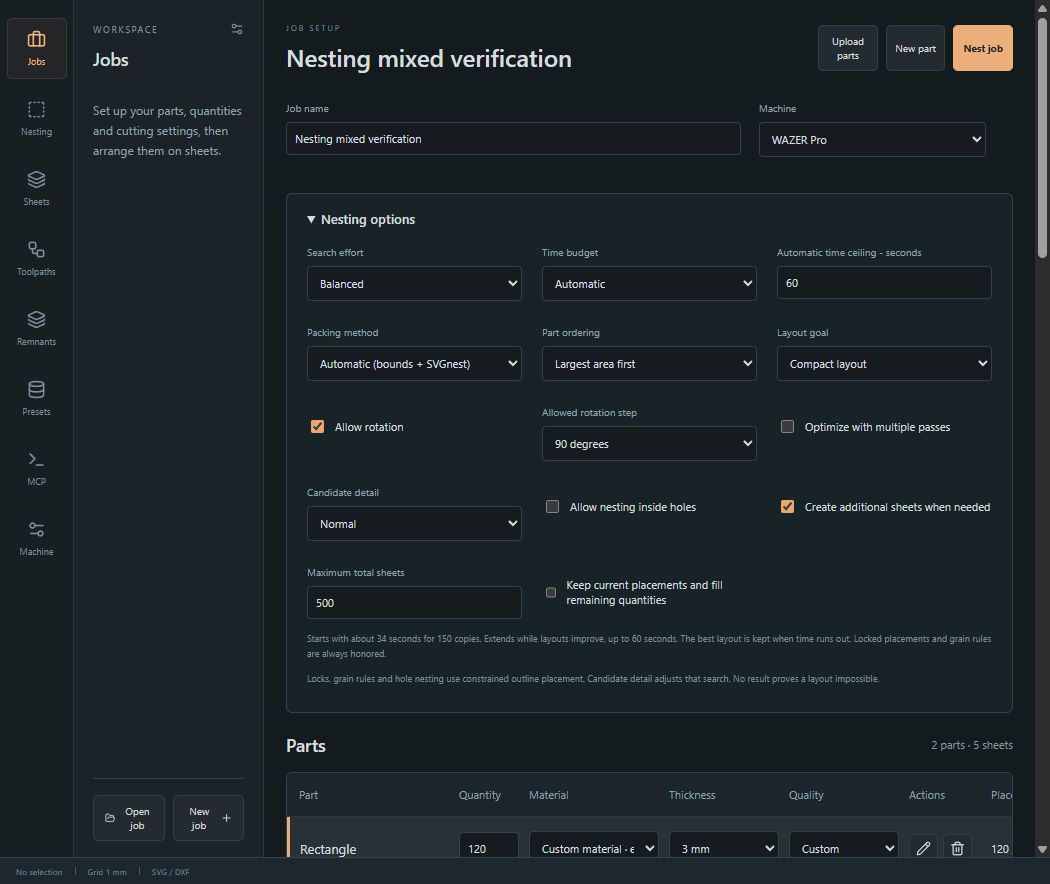 Jobs
Nesting
Sheets
Toolpaths
Remnants
Presets
MCP
Machine
WORKSPACE
Jobs
Set up your parts, quantities
and cutting settings, then
arrange them on sheets.
Open
job
New
job
JOB SETUP
Nesting mixed verification
Upload
parts
New part
Nest job
Job name
Machine
Nesting mixed verification
WAZER Pro
Nesting options
Search effort
Time budget
Automatic time ceiling - seconds
Balanced
Automatic
60
Packing method
Part ordering
Layout goal
Automatic (bounds + SVGnest)
Largest area first
Compact layout
Allow rotation
Allowed rotation step
90 degrees
Optimize with multiple passes
Candidate detail
Normal
Allow nesting inside holes
Create additional sheets when needed
Maximum total sheets
500
Keep current placements and fill
remaining quantities
Starts with about 34 seconds for 150 copies. Extends while layouts improve, up to 60 seconds. The best layout is kept when time runs out. Locked placements and grain rules
are always honored.
Locks, grain rules and hole nesting use constrained outline placement. Candidate detail adjusts that search. No result proves a layout impossible.
Parts
2 parts · 5 sheets
Part
Quantity
Material
Thickness
Quality
Actions
Plac
Rectangle
120
Custom material · e
3 mm
Custom
120
No selection
Grid 1 mm
SVG / DXF